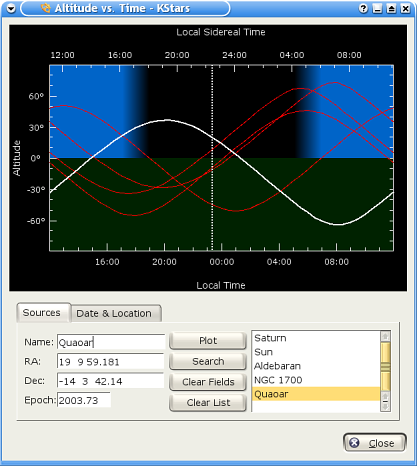 Altitude vs. Time - KStars
Local Sidereal Time
12:00 16:00 20:00 00:00 04:00 08:00
Altitude
60°
30°
0°
-30°
-60°
16:00 20:00 00:00 04:00 08:00
Local Time
Sources Date & Location
Name: Quaoar Plot
RA: 19 9 59.181 Search
Dec: -14 3 42.14 Clear Fields
Epoch: 2003.73 Clear List
Saturn
Sun
Aldebaran
NGC 1700
Quaoar
Close